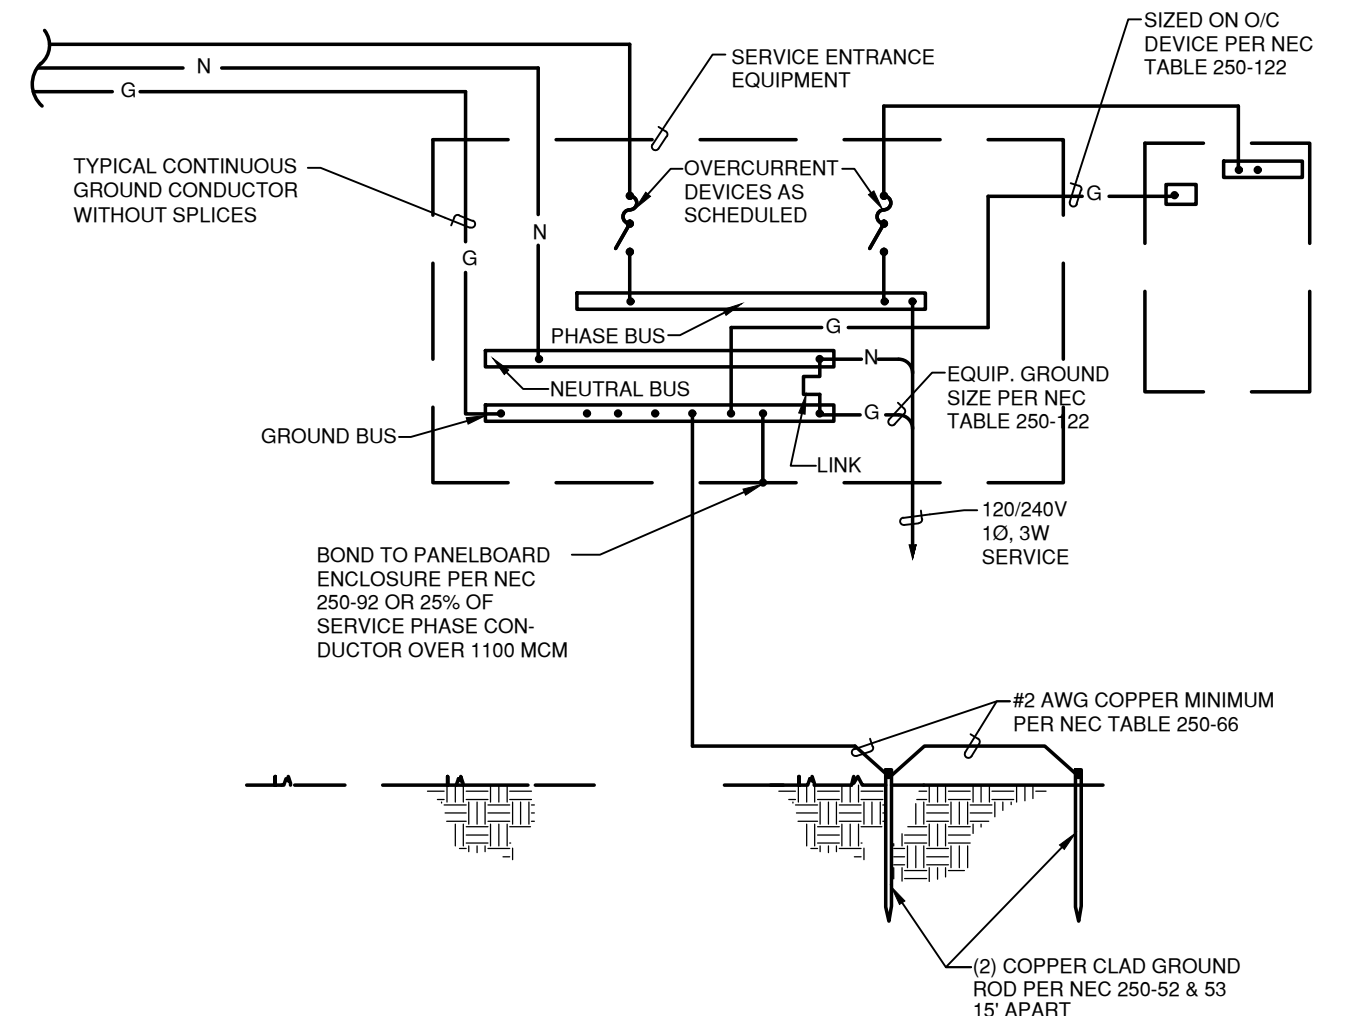 SIZED ON O/C
DEVICE PER NEC
TABLE 250-122
SERVICE ENTRANCE
EQUIPMENT
N
G
TYPICAL CONTINUOUS
GROUND CONDUCTOR
WITHOUT SPLICES
OVERCURRENT
DEVICES AS
SCHEDULED
G
N
G
PHASE BUS
G
N
NEUTRAL BUS
EQUIP. GROUND
SIZE PER NEC
TABLE 250-122
G
GROUND BUS
LINK
120/240V
1Ø, 3W
SERVICE
BOND TO PANELBOARD
ENCLOSURE PER NEC
250-92 OR 25% OF
SERVICE PHASE CON-
DUCTOR OVER 1100 MCM
#2 AWG COPPER MINIMUM
PER NEC TABLE 250-66
(2) COPPER CLAD GROUND
ROD PER NEC 250-52 & 53
15' APART